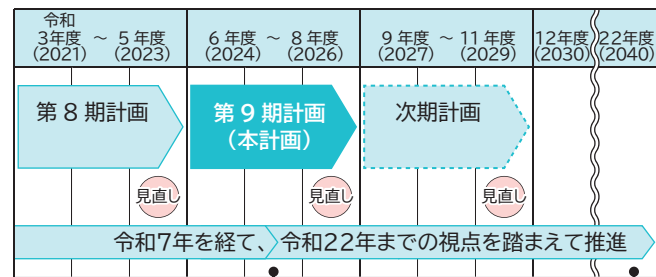 令和
3年度 ～ 5年度 6年度 ～ 8年度 9年度 ～ 11年度 12年度 22年度
(2021) (2023) (2024) (2026) (2027) (2029) (2030) (2040)
第8期計画 第9期計画 次期計画
(本計画)
見直し 見直し 見直し
令和7年を経て、令和22年までの視点を踏まえて推進